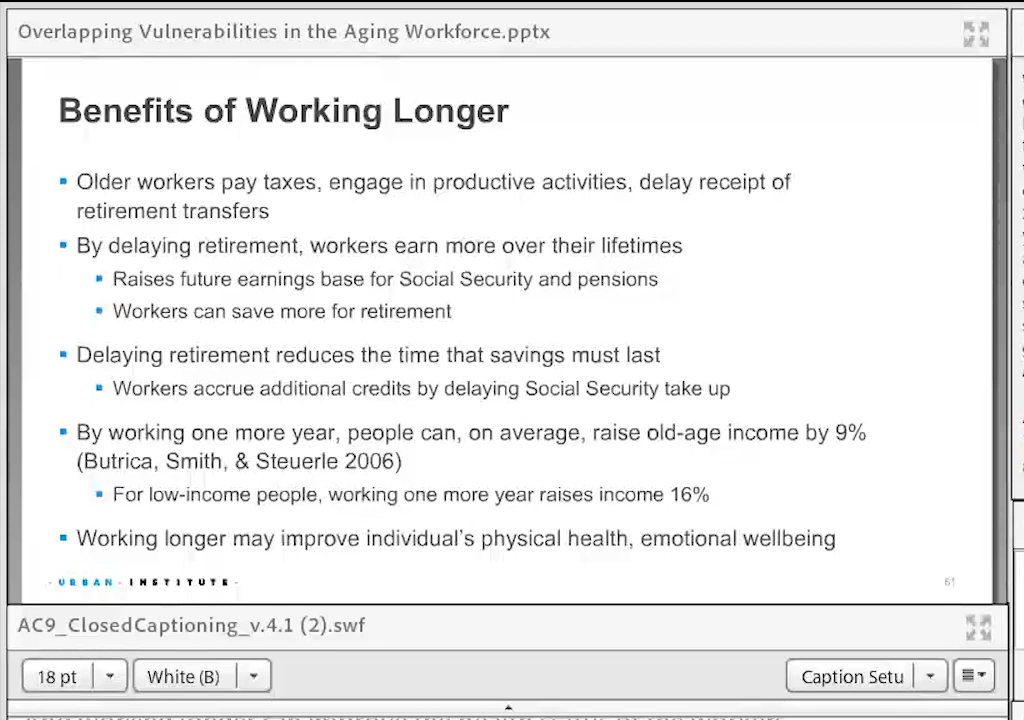 Overlapping Vulnerabilities in the Aging Workforce.pptx
Benefits of Working Longer
Older workers pay taxes, engage in productive activities, delay receipt of
retirement transfers
By delaying retirement, workers earn more over their lifetimes
Raises future earnings base for Social Security and pensions
Workers can save more for retirement
Delaying retirement reduces the time that savings must last
Workers accrue additional credits by delaying Social Security take up
By working one more year, people can, on average, raise old-age income by 9%
(Butrica, Smith, & Steuerle 2006)
For low-income people, working one more year raises income 16%
Working longer may improve individual's physical health, emotional wellbeing
URBAN INSTITUTE
61
AC9_ClosedCaptioning_v.4.1 (2).swf
18 pt
White (B)
Caption Setu